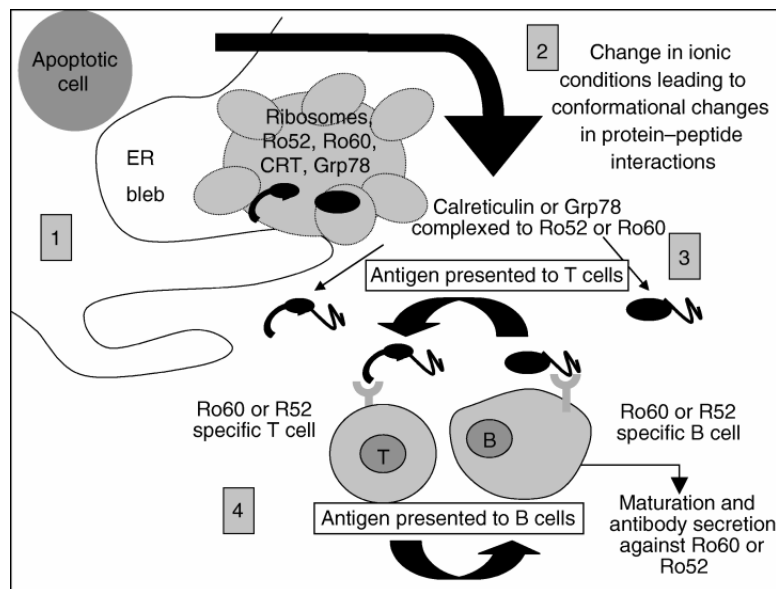 Apoptotic
cell
2
Change in ionic
conditions leading to
conformational changes
in protein–peptide
interactions
Ribosomes,
Ro52, Ro60,
CRT, Grp78
ER
bleb
1
Calreticulin or Grp78
complexed to Ro52 or Ro60
3
Antigen presented to T cells
Ro60 or R52
specific T cell
T
B
Ro60 or R52
specific B cell
4
Antigen presented to B cells
Maturation and
antibody secretion
against Ro60 or
Ro52